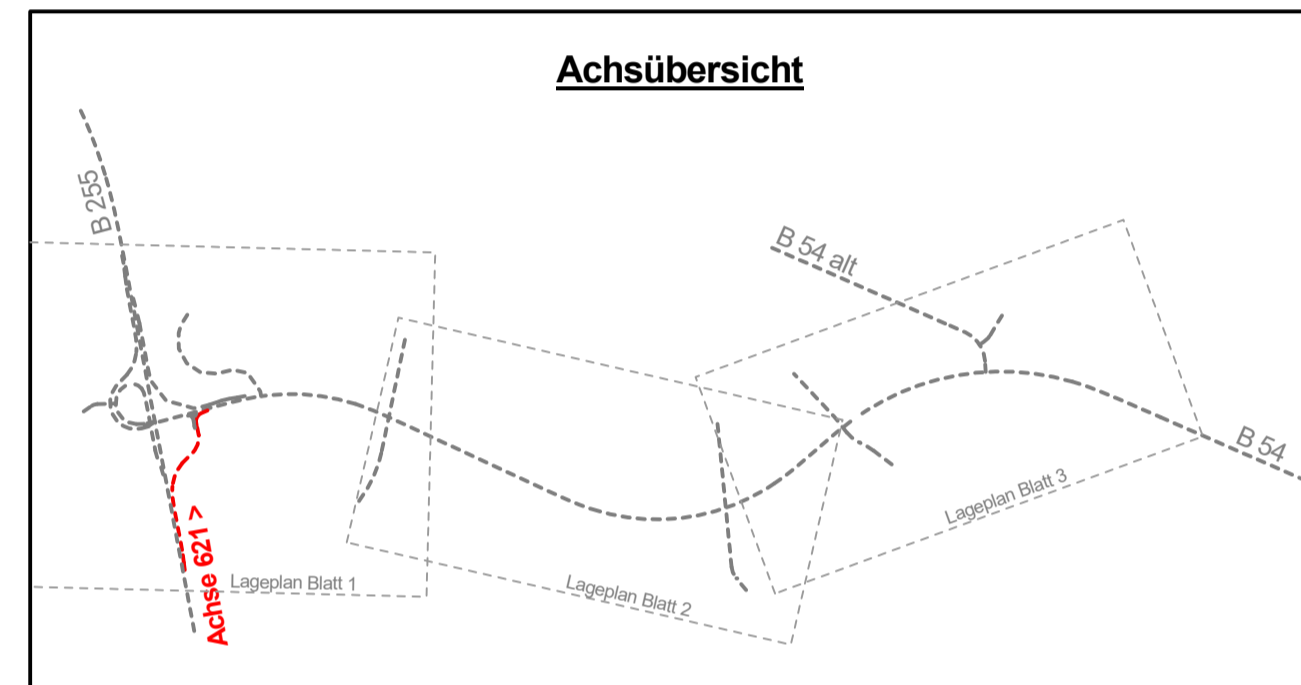 Achsübersicht
B 255
B 54 alt
B 54
Lageplan Blatt 3
Achse 621 >
Lageplan Blatt 1
Lageplan Blatt 2